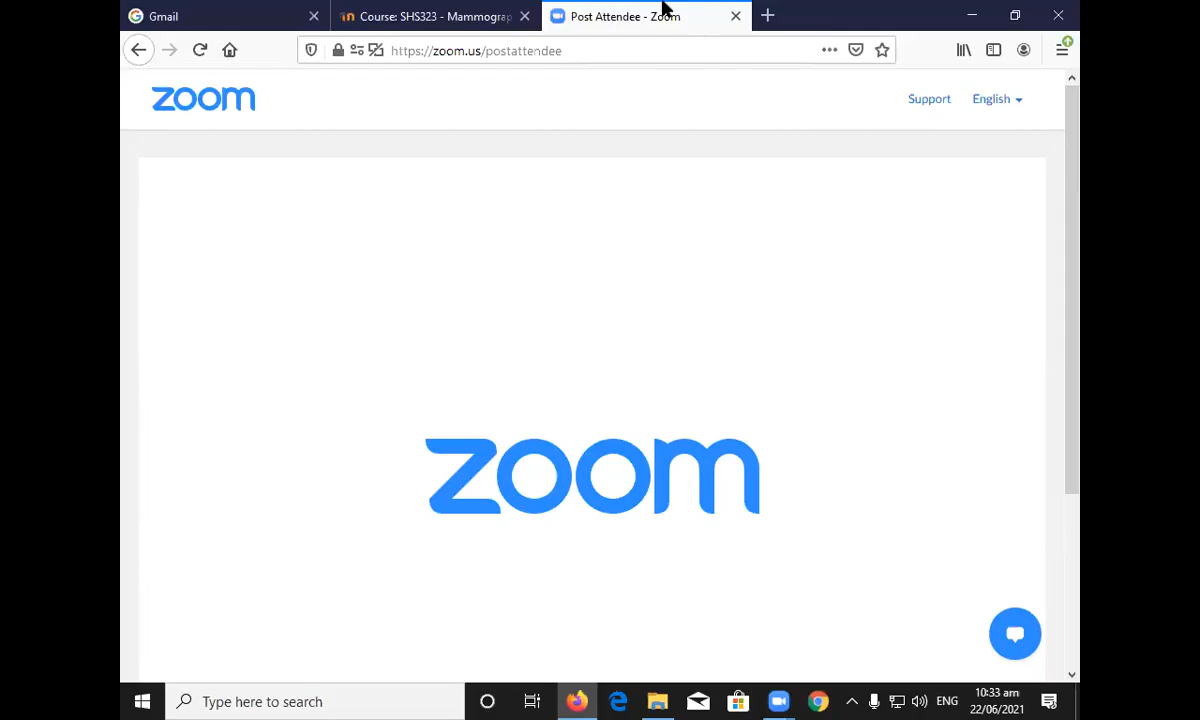 Gmail
Course: SHS323 - Mammograp
Post Attendee - Zoom
https://zoom.us/postattendee
zoom
Support
English
zoom
Type here to search
ENG
10:33 am
22/06/2021